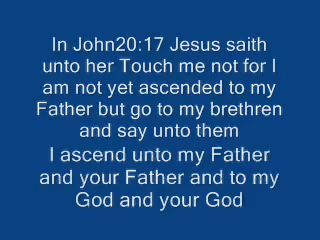 In John20:17 Jesus saith
unto her Touch me not for I
am not yet ascended to my
Father but go to my brethren
and say unto them
I ascend unto my Father
and your Father and to my
God and your God